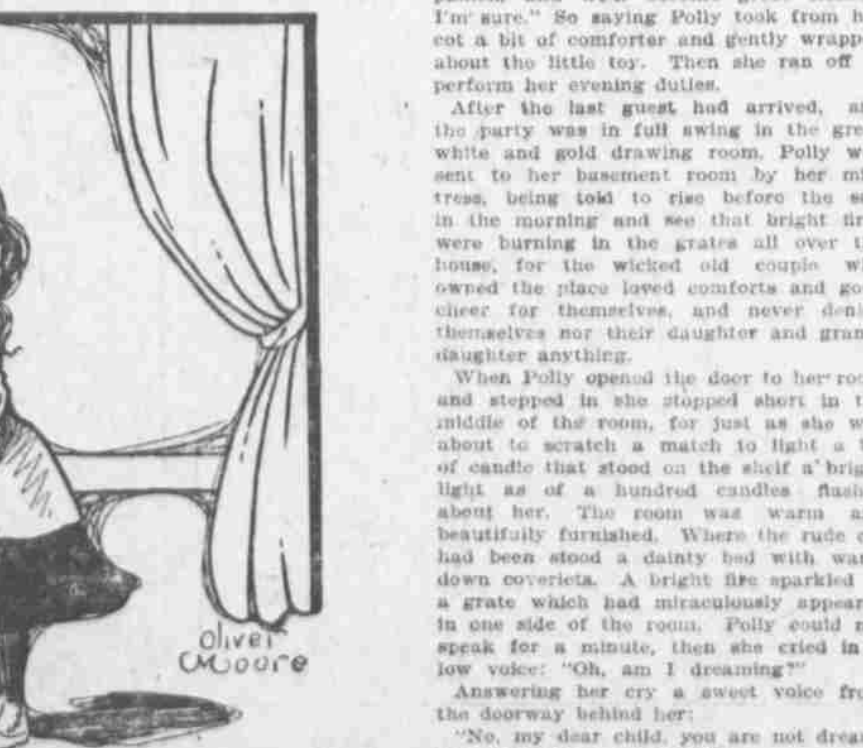 I'm sure." So saying Polly took from h
cot a bit of comforter and gently wrapp
about the little toy. Then she ran off
perform her evening duties.
After the last guest had arrived, a
the party was in full swing in the gre
white and gold drawing room, Polly w
sent to her basement room by her mi
tress, being told to rise before the s
in the morning and see that bright fir
were burning in the grates all over t
house, for the wicked old couple w
owned the place loved comforts and go
cheer for themselves, and never deni
themselves nor their daughter and gran
daughter anything.
When Polly opened the door to her roo
and stepped in she stopped short in t
middle of the room, for just as she w
about to scratch a match to light a
of candle that stood on the shelf a brig
light as of a hundred candles flash
about her. The room was warm a
beautifully furnished. Where the rude c
had been stood a dainty bed with wa
down coverlets. A bright fire sparkled
a grate which had miraculously appear
in one side of the room. Polly could n
speak for a minute, then she cried in
low voice: "Oh, am I dreaming?"
Answering her cry a sweet voice fr
the doorway behind her:
"No, my dear child, you are not drea
Oliver
Moore